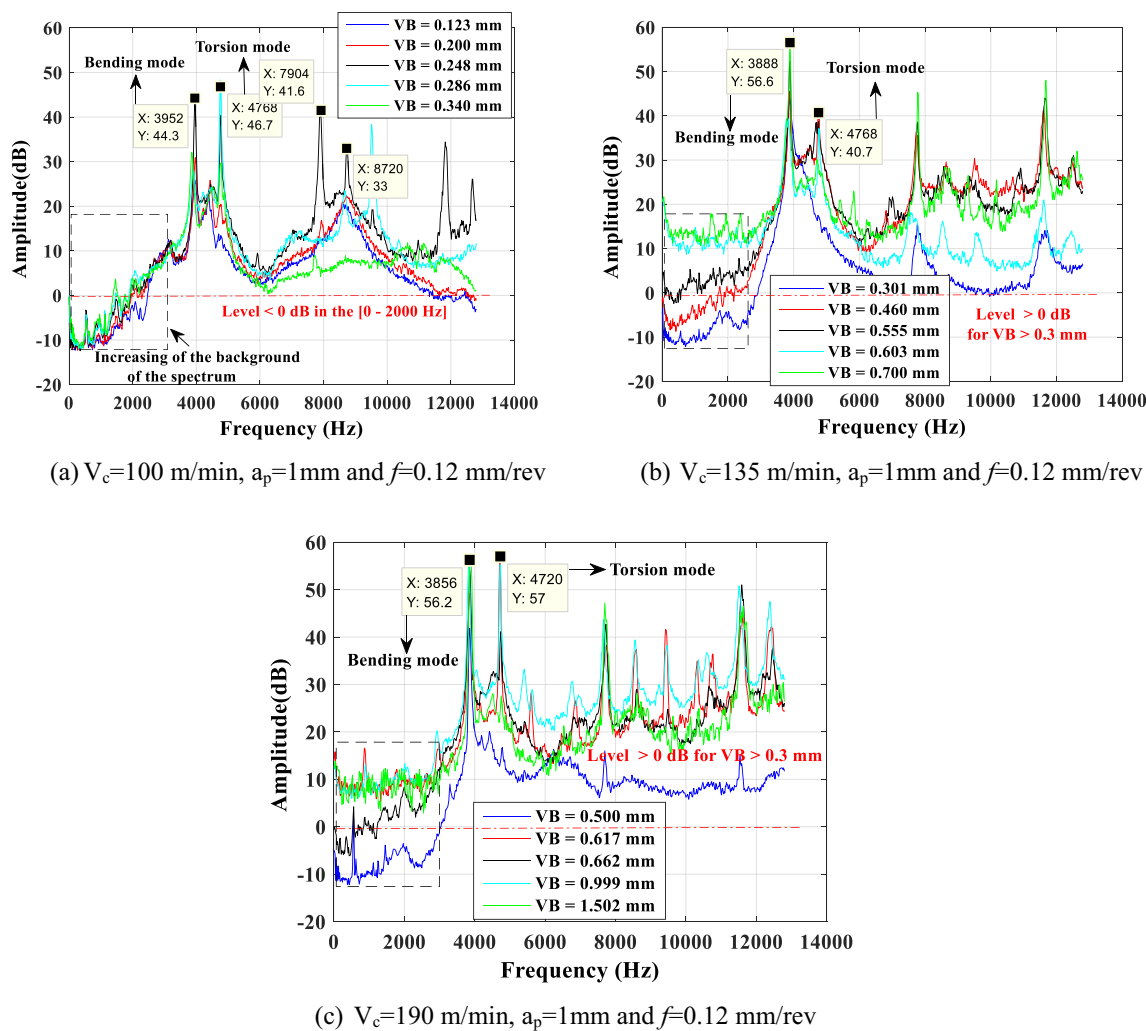 60
50
40
30
20
10
0
-10
-20
Amplitude(dB)
Bending mode
Torsion mode
X: 3952
Y: 44.3
X: 4768
Y: 46.7
X: 7904
Y: 41.6
X: 8720
Y: 33
VB = 0.123 mm
VB = 0.200 mm
VB = 0.248 mm
VB = 0.286 mm
VB = 0.340 mm
Level < 0 dB in the [0 - 2000 Hz]
Increasing of the background
of the spectrum
0 2000 4000 6000 8000 10000 12000 14000
Frequency (Hz)
(a) Vc=100 m/min, ap=1mm and f=0.12 mm/rev
60
50
40
30
20
10
0
-10
-20
Amplitude(dB)
X: 3888
Y: 56.6
Bending mode
Torsion mode
X: 4768
Y: 40.7
VB = 0.301 mm
VB = 0.460 mm
VB = 0.555 mm
VB = 0.603 mm
VB = 0.700 mm
Level > 0 dB
for VB > 0.3 mm
0 2000 4000 6000 8000 10000 12000 14000
Frequency (Hz)
(b) Vc=135 m/min, ap=1mm and f=0.12 mm/rev
60
50
40
30
20
10
0
-10
-20
Amplitude(dB)
X: 3856
Y: 56.2
Bending mode
X: 4720
Y: 57
Torsion mode
Level > 0 dB for VB > 0.3 mm
VB = 0.500 mm
VB = 0.617 mm
VB = 0.662 mm
VB = 0.999 mm
VB = 1.502 mm
0 2000 4000 6000 8000 10000 12000 14000
Frequency (Hz)
(c) Vc=190 m/min, ap=1mm and f=0.12 mm/rev